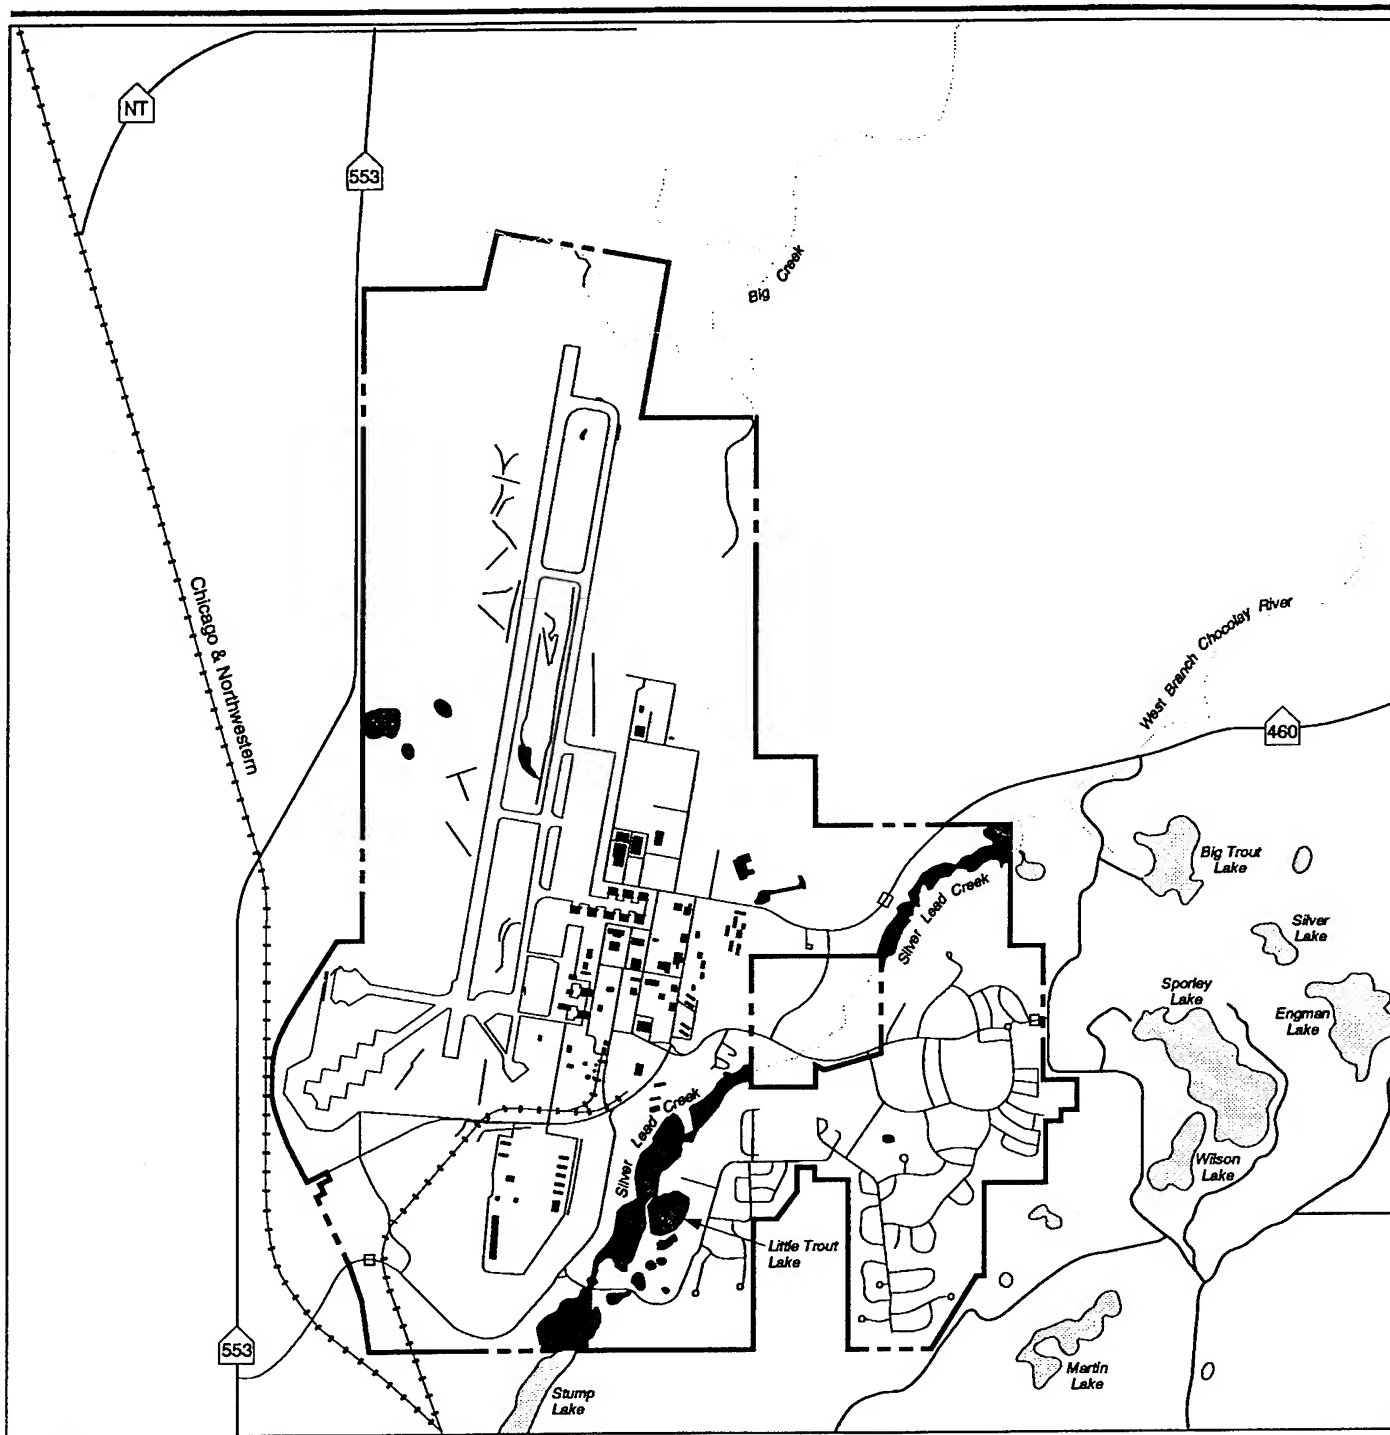 NT
553
Big Creek
Chicago & Northwestern
West Branch Chocolay River
460
Big Trout
Lake
Silver Lead Creek
Silver
Lake
Sporley
Lake
Engman
Lake
Silver Lead Creek
Wilson
Lake
Little Trout
Lake
553
Martin
Lake
Stump
Lake